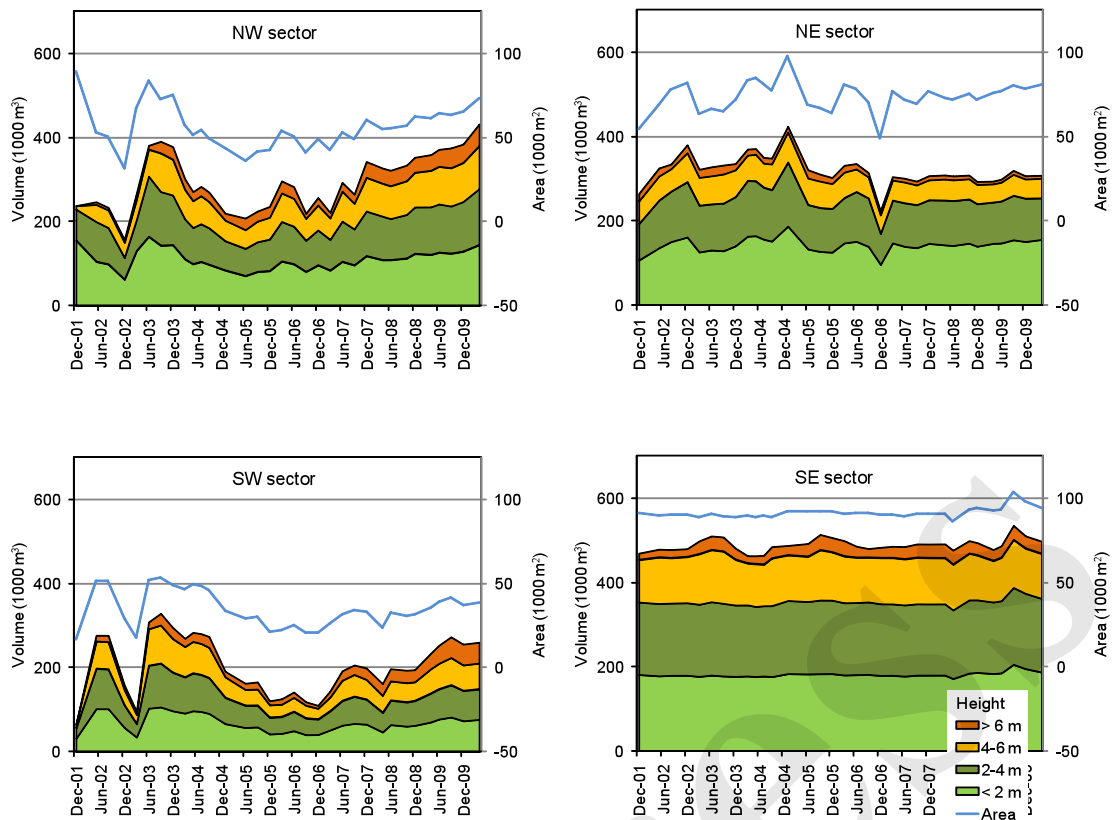 NW sector
600
400
200
0
Volume (1000 m³)
100
50
0
-50
Area (1000 m²)
Dec-01
Jun-02
Dec-02
Jun-03
Dec-03
Jun-04
Dec-04
Jun-05
Dec-05
Jun-06
Dec-06
Jun-07
Dec-07
Jun-08
Dec-08
Jun-09
Dec-09
NE sector
600
400
200
0
Volume (1000 m³)
100
50
0
-50
Area (1000 m²)
Dec-01
Jun-02
Dec-02
Jun-03
Dec-03
Jun-04
Dec-04
Jun-05
Dec-05
Jun-06
Dec-06
Jun-07
Dec-07
Jun-08
Dec-08
Jun-09
Dec-09
SW sector
600
400
200
0
Volume (1000 m³)
100
50
0
-50
Area (1000 m²)
Dec-01
Jun-02
Dec-02
Jun-03
Dec-03
Jun-04
Dec-04
Jun-05
Dec-05
Jun-06
Dec-06
Jun-07
Dec-07
Jun-08
Dec-08
Jun-09
Dec-09
SE sector
600
400
200
0
Volume (1000 m³)
100
50
0
-50
Area (1000 m²)
Dec-01
Jun-02
Dec-02
Jun-03
Dec-03
Jun-04
Dec-04
Jun-05
Dec-05
Jun-06
Dec-06
Jun-07
Dec-07
Height
> 6 m
4-6 m
2-4 m
< 2 m
Area